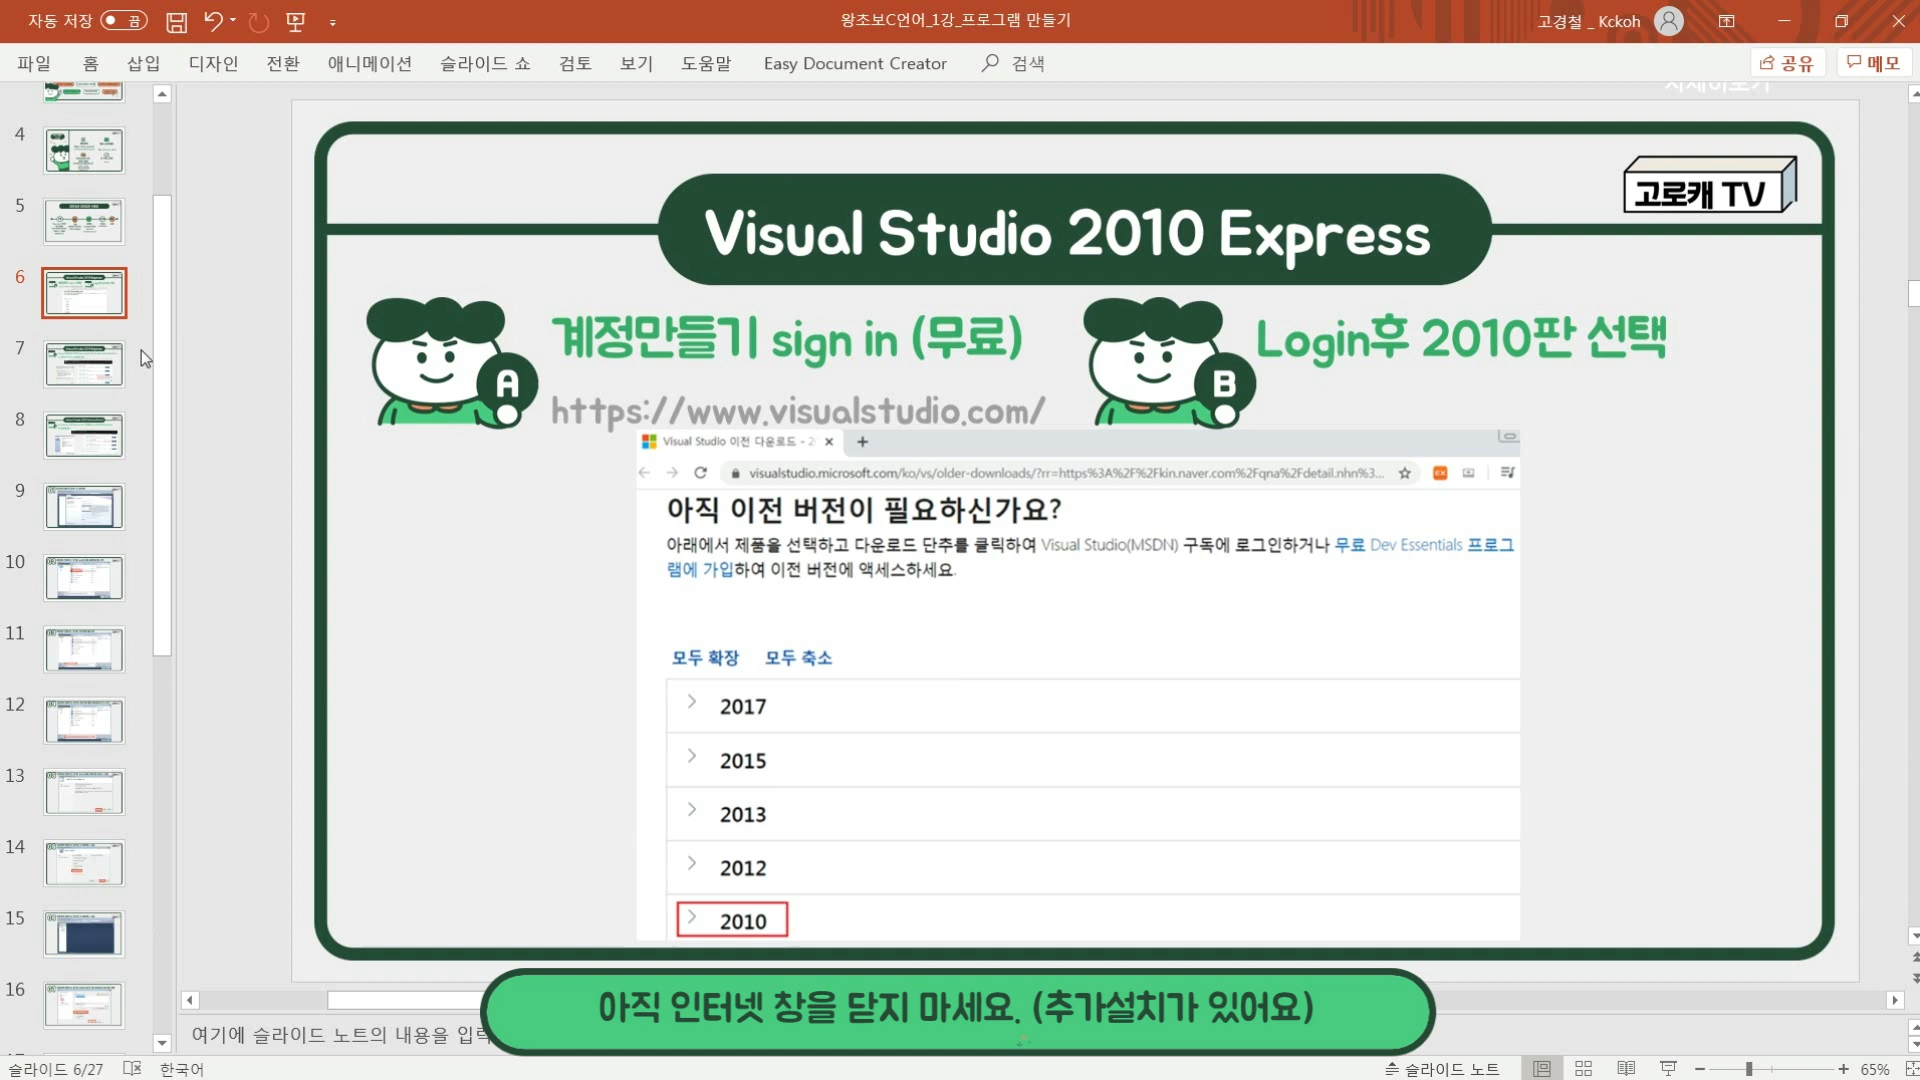 자동 저장 끔
왕초보C언어_1강_프로그램 만들기
고경철 _ Kckoh
파일 홈 삽입 디자인 전환 애니메이션 슬라이드 쇼 검토 보기 도움말 Easy Document Creator 검색
공유 메모
4
5
6
7
8
9
10
11
12
13
14
15
16
고로캐 TV
Visual Studio 2010 Express
A
계정만들기 sign in (무료)
https://www.visualstudio.com/
B
Login후 2010판 선택
Visual Studio 이전 다운로드 - 2
visualstudio.microsoft.com/ko/vs/older-downloads/?rr=https%3A%2F%2Fkin.naver.com%2Fqna%2Fdetail.nhn%3...
아직 이전 버전이 필요하신가요?
아래에서 제품을 선택하고 다운로드 단추를 클릭하여 Visual Studio(MSDN) 구독에 로그인하거나 무료 Dev Essentials 프로그
램에 가입하여 이전 버전에 액세스하세요.
모두 확장 모두 축소
2017
2015
2013
2012
2010
아직 인터넷 창을 닫지 마세요. (추가설치가 있어요)
여기에 슬라이드 노트의 내용을 입력
슬라이드 6/27 한국어
슬라이드 노트
65%